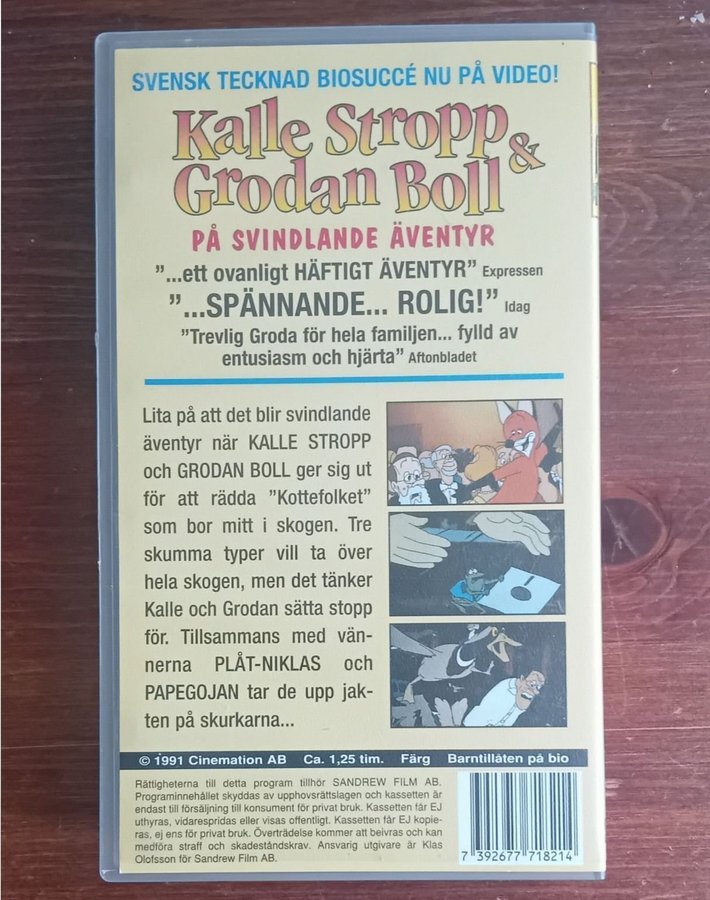 SVENSK TECKNAD BIOSUCCÉ NU PÅ VIDEO!
Kalle Stropp &
Grodan Boll
PÅ SVINDLANDE ÄVENTYR
”...ett ovanligt HÄFTIGT ÄVENTYR” Expressen
”...SPÄNNANDE... ROLIG!” Idag
”Trevlig Groda för hela familjen... fylld av
entusiasm och hjärta” Aftonbladet
Lita på att det blir svindlande
äventyr när KALLE STROPP
och GRODAN BOLL ger sig ut
för att rädda ”Kottefolket”
som bor mitt i skogen. Tre
skumma typer vill ta över
hela skogen, men det tänker
Kalle och Grodan sätta stopp
för. Tillsammans med vän-
nerna PLÅT-NIKLAS och
PAPEGOJAN tar de upp jak-
ten på skurkarna...
© 1991 Cinemation AB Ca. 1,25 tim. Färg Barntillåten på bio
Rättigheterna till detta program tillhör SANDREW FILM AB.
Programinnehållet skyddas av upphovsrättslagen och kassetten är
endast till försäljning till konsument för privat bruk. Kassetten får EJ
uthyras, vidarespridas eller visas offentligt. Kassetten får EJ kopie-
ras, ej ens för privat bruk. Överträdelse kommer att beivras och kan
medföra straff och skadeståndskrav. Ansvarig utgivare är Klas
Olofsson för Sandrew Film AB.
7 392677 718214